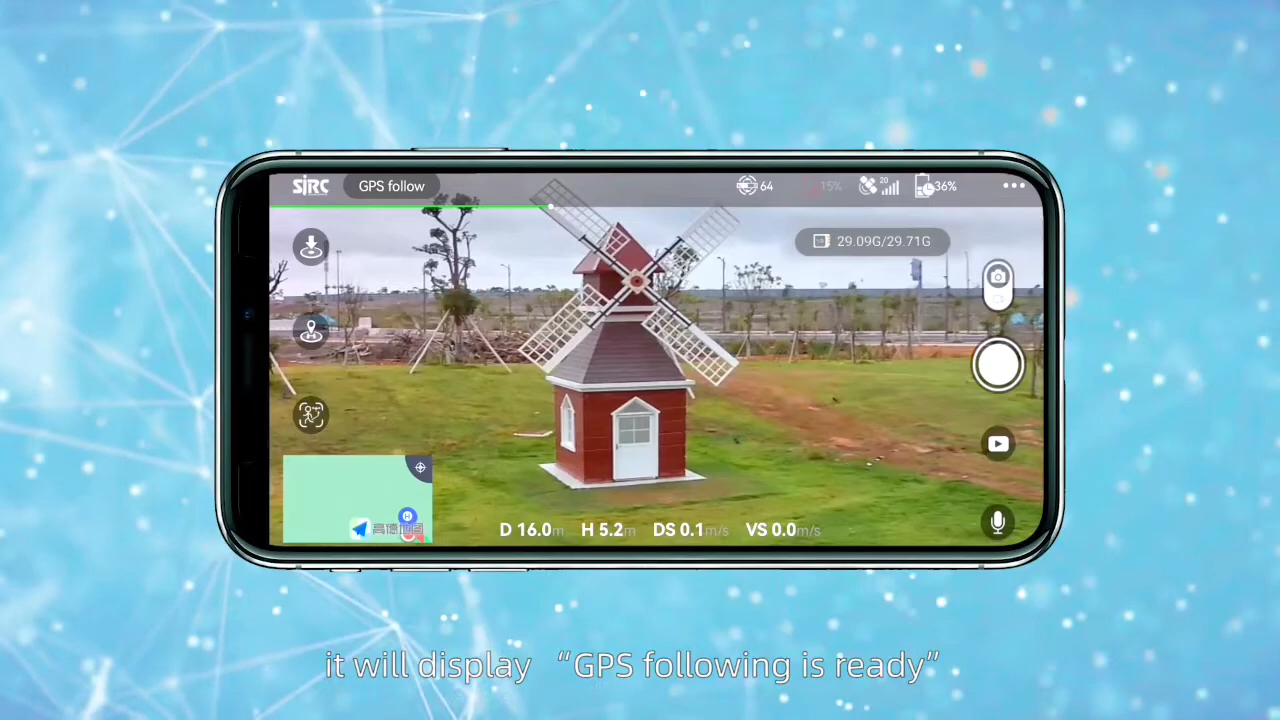 SJRC
GPS follow
64
15%
20
36%
29.09G/29.71G
H
高德地图
D 16.0m H 5.2m DS 0.1m/s VS 0.0m/s
it will display “GPS following is ready”